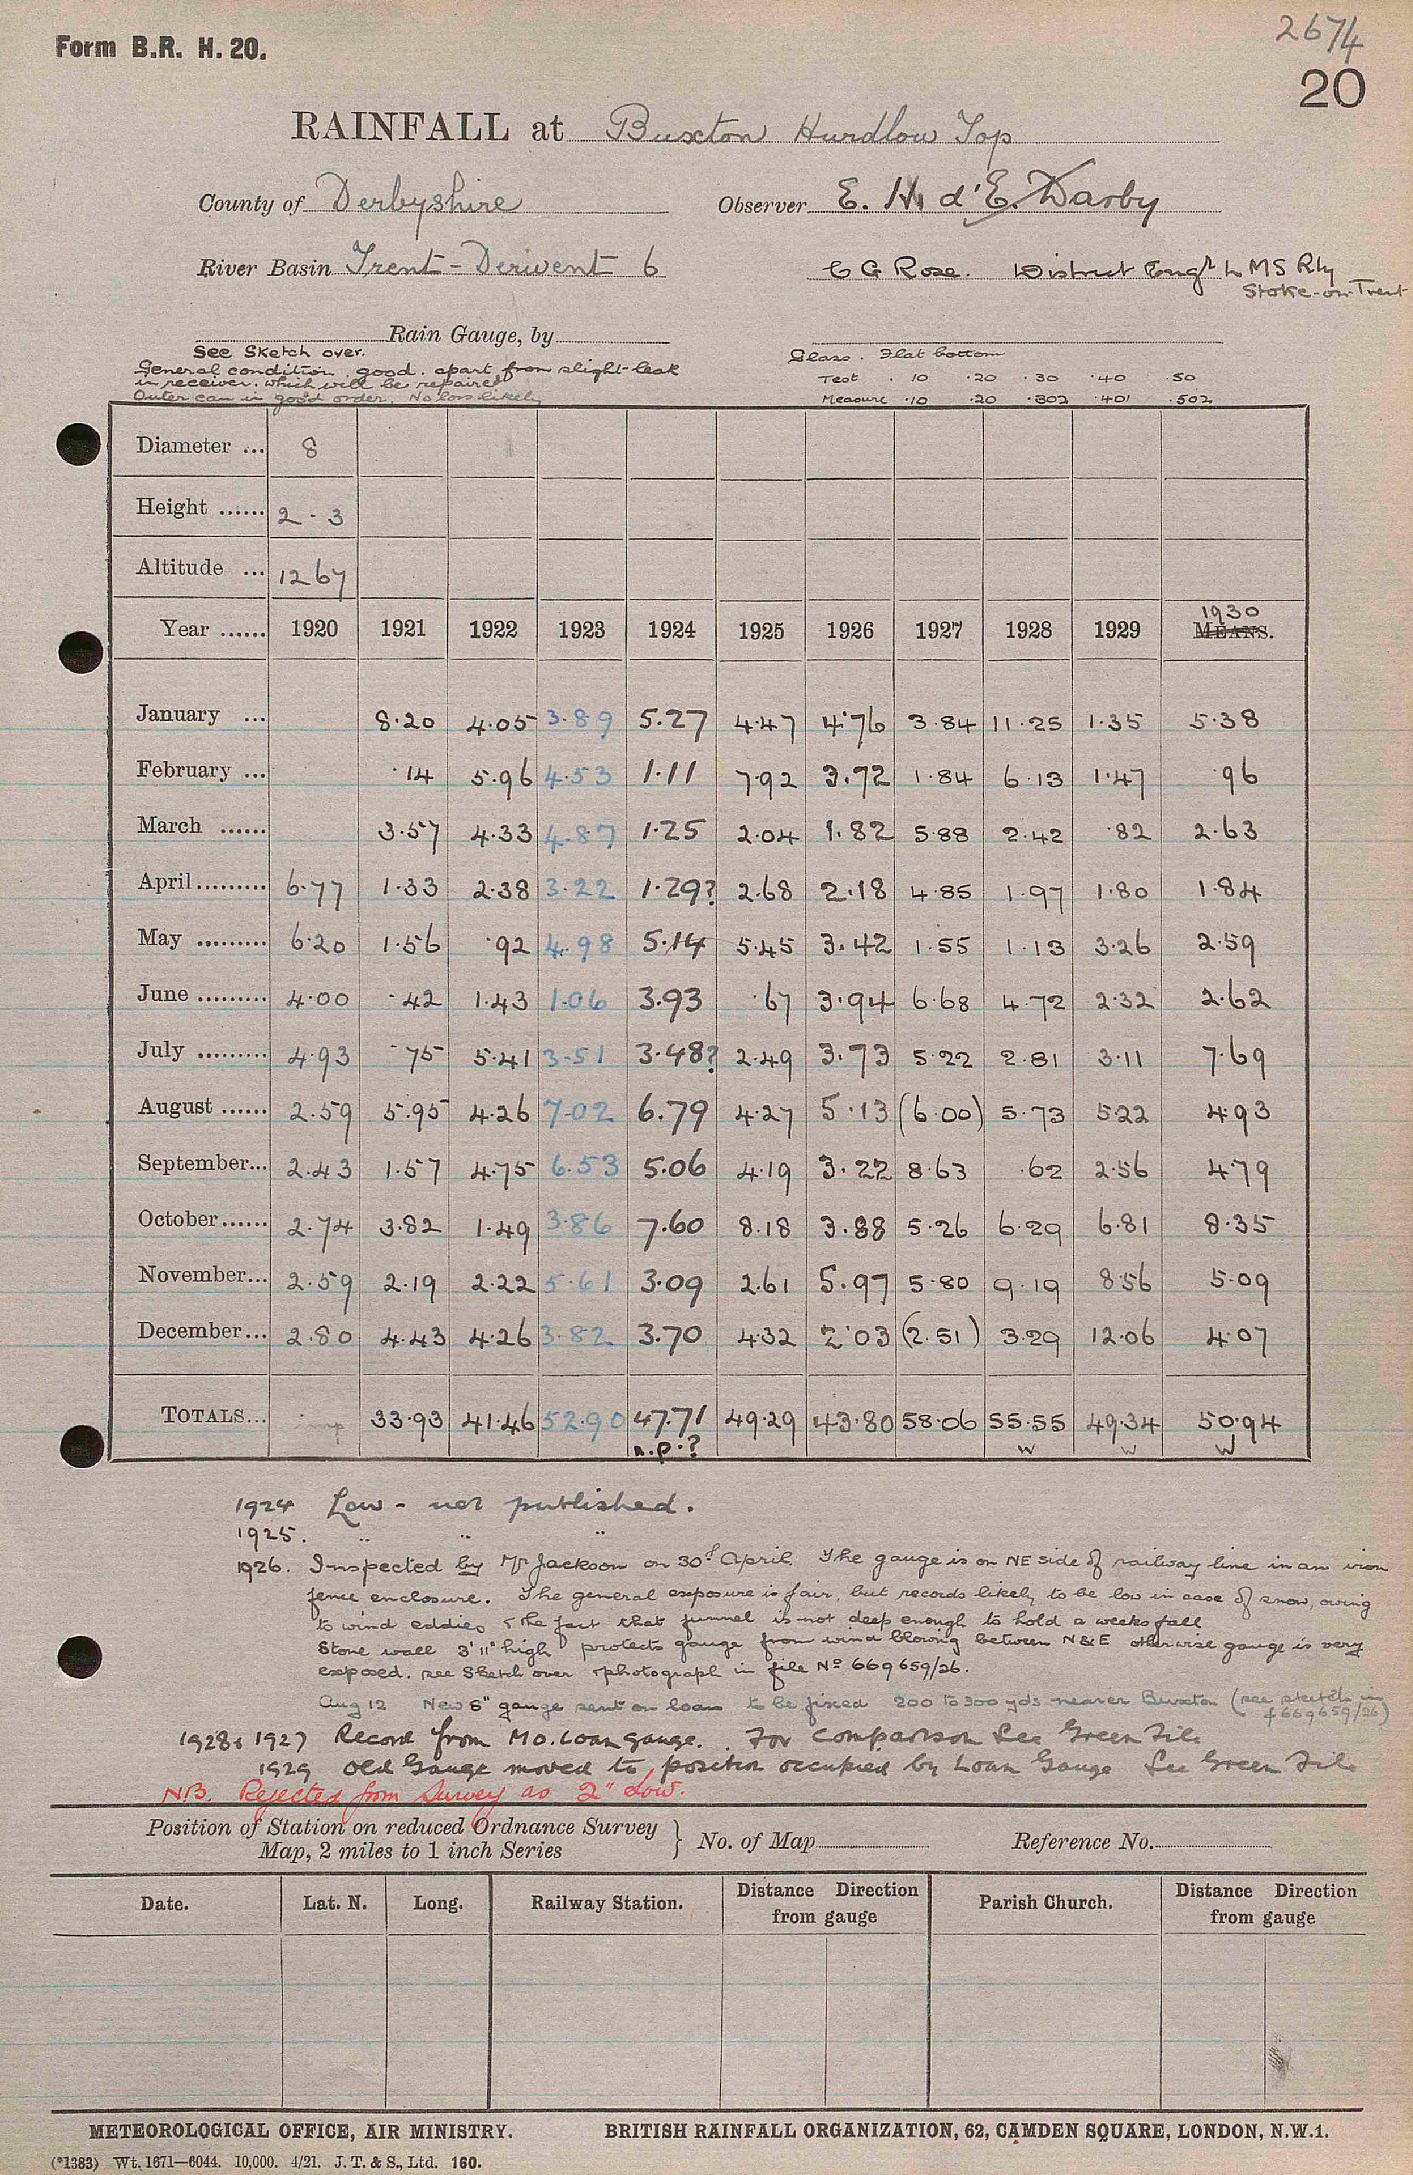 Form B.R. H. 20.
2674
20
RAINFALL at Buxton Hurdlow Top
County of Derbyshire Observer E. H. d'E. Darby
River Basin Trent - Derwent 6 C G Rose. District Engr L M S Rly
Stoke-on-Trent
Rain Gauge, by
See Sketch over. Glass. Flat bottom
General condition good. apart from slight leak Test .10 .20 .30 .40 .50
in receiver. which will be repaired Measure .10 .20 .302 .401 .502
Outer can in good order. No loss likely
Diameter ... 8
Height ...... 2 - 3
Altitude ... 1267
1930
Year ...... 1920 1921 1922 1923 1924 1925 1926 1927 1928 1929 MEANS.
January ... 8.20 4.05 3.89 5.27 4.47 4.76 3.84 11.25 1.35 5.38
February ... .14 5.96 4.53 1.11 7.92 3.72 1.84 6.13 1.47 .96
March ...... 3.57 4.33 4.87 1.25 2.04 1.82 5.88 2.42 .82 2.63
April......... 6.77 1.33 2.38 3.22 1.29? 2.68 2.18 4.85 1.97 1.80 1.84
May ......... 6.20 1.56 .92 4.98 5.14 5.45 3.42 1.55 1.13 3.26 2.59
June ......... 4.00 .42 1.43 1.06 3.93 .67 3.94 6.68 4.72 2.32 2.62
July ......... 4.93 .75 5.41 3.51 3.48? 2.49 3.73 5.22 2.81 3.11 7.69
August ...... 2.59 5.95 4.26 7.02 6.79 4.27 5.13 (6.00) 5.73 5.22 4.93
September... 2.43 1.57 4.75 6.53 5.06 4.19 3.22 8.63 .62 2.56 4.79
October...... 2.74 3.82 1.49 3.86 7.60 8.18 3.88 5.26 6.29 6.81 8.35
November... 2.59 2.19 2.22 5.61 3.09 2.61 5.97 5.80 9.19 8.56 5.09
December... 2.80 4.43 4.26 3.82 3.70 4.32 2.03 (2.51) 3.29 12.06 4.07
TOTALS... imp 33.93 41.46 52.90 47.71 49.29 43.80 58.06 55.55 49.34 50.94
n.p.? w w w
1924 Low - not published.
1925. " " "
1926. Inspected by Mr Jackson on 30th April. The gauge is on NE side of railway line in an iron
fence enclosure. The general exposure is fair, but records likely to be low in case of snow, owing
to wind eddies & the fact that funnel is not deep enough to hold a weeks fall
Stone wall 3' 11" high protects gauge from wind blowing between N & E otherwise gauge is very
exposed. see Sketch over & photograph in file No 669659/26.
Aug 12 New 8" gauge sent on loan to be fixed 200 to 300 yds nearer Buxton (see sketch in
f 669659/26)
1928 & 1927 Record from M.O. Loan gauge. For Comparison See Green File
1929 Old Gauge moved to position occupied by Loan Gauge See Green File
N.B. Rejected from Survey as 2" Low.
Position of Station on reduced Ordnance Survey
Map, 2 miles to 1 inch Series } No. of Map Reference No.
Date. Lat. N. Long. Railway Station. Distance Direction from gauge Parish Church. Distance Direction from gauge
METEOROLOGICAL OFFICE, AIR MINISTRY. BRITISH RAINFALL ORGANIZATION, 62, CAMDEN SQUARE, LONDON, N.W.1.
(*1383) Wt. 1671—6044. 10,000. 4/21. J. T. & S., Ltd. 160.